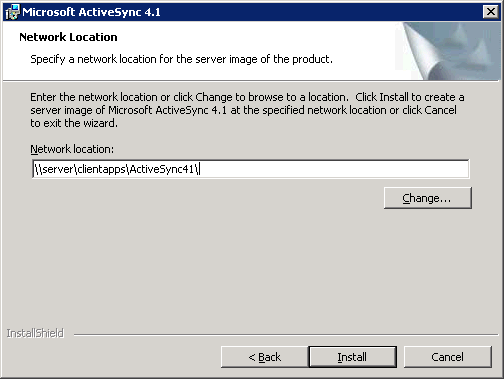 Microsoft ActiveSync 4.1
Network Location
Specify a network location for the server image of the product.
Enter the network location or click Change to browse to a location.  Click Install to create a
server image of Microsoft ActiveSync 4.1 at the specified network location or click Cancel
to exit the wizard.
Network location:
\\server\clientapps\ActiveSync41\
Change...
InstallShield
< Back
Install
Cancel